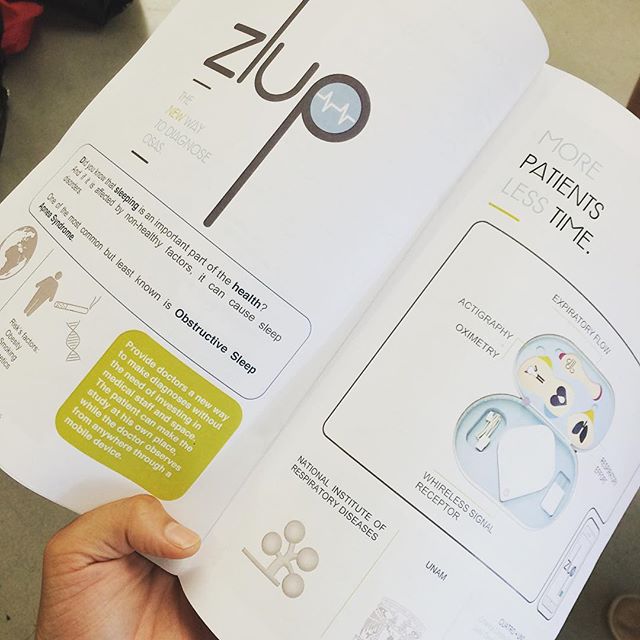 zlup
THE
NEW WAY
TO DIAGNOSE
OSAS.
Did you know that sleeping is an important part of the health?
And if it is affected by non-healthy factors, it can cause sleep
disorders.
One of the most common but least known is Obstructive Sleep
Apnea Syndrome.
Risk factors:
Obesity
Smoking
Provide doctors a new way
to make diagnoses without
the need of investing in
medical staff and space.
The patient can make the
study at his own place,
while the doctor observes
from anywhere through a
mobile device.
MORE
PATIENTS
LESS TIME.
EXPIRATORY FLOW
ACTIGRAPHY
OXIMETRY
RESPIRATORY
EFFORT
WHIRELESS SIGNAL
RECEPTOR
ZLUP
NATIONAL INSTITUTE OF
RESPIRATORY DISEASES
UNAM